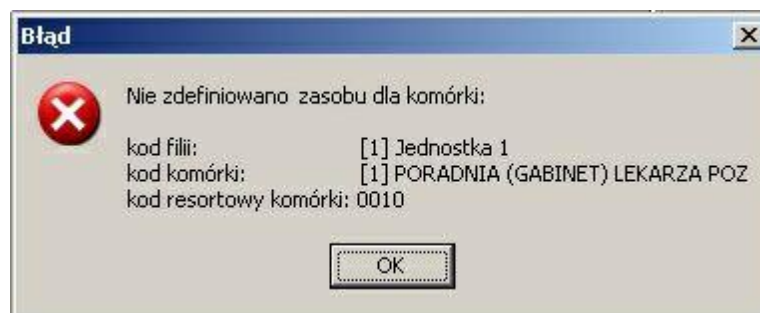 Błąd
Nie zdefiniowano zasobu dla komórki:
kod filii: [1] Jednostka 1
kod komórki: [1] PORADNIA (GABINET) LEKARZA POZ
kod resortowy komórki: 0010
OK